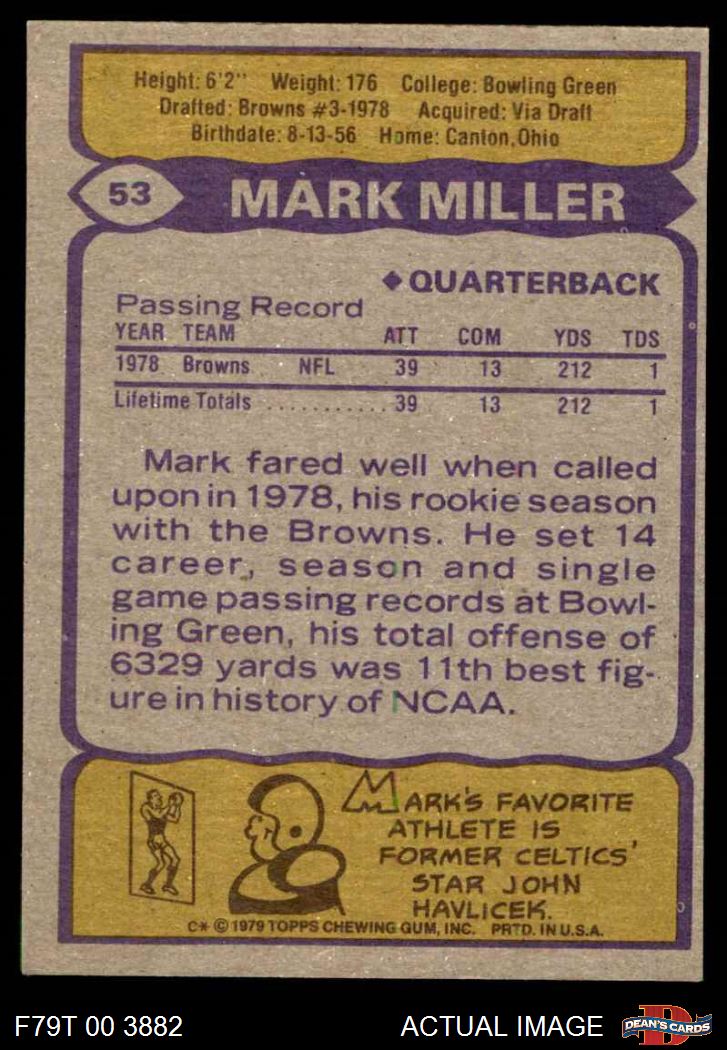 Height: 6'2" Weight: 176 College: Bowling Green
Drafted: Browns #3-1978 Acquired: Via Draft
Birthdate: 8-13-56 Home: Canton, Ohio
53 MARK MILLER
◆ QUARTERBACK
Passing Record
YEAR TEAM ATT COM YDS TDS
1978 Browns NFL 39 13 212 1
Lifetime Totals ........... 39 13 212 1
Mark fared well when called
upon in 1978, his rookie season
with the Browns. He set 14
career, season and single
game passing records at Bowl-
ing Green, his total offense of
6329 yards was 11th best fig-
ure in history of NCAA.
MARK'S FAVORITE
ATHLETE IS
FORMER CELTICS'
STAR JOHN
HAVLICEK.
C* © 1979 TOPPS CHEWING GUM, INC. PRTD. IN U.S.A.
F79T 00 3882 ACTUAL IMAGE D DEAN'S CARDS